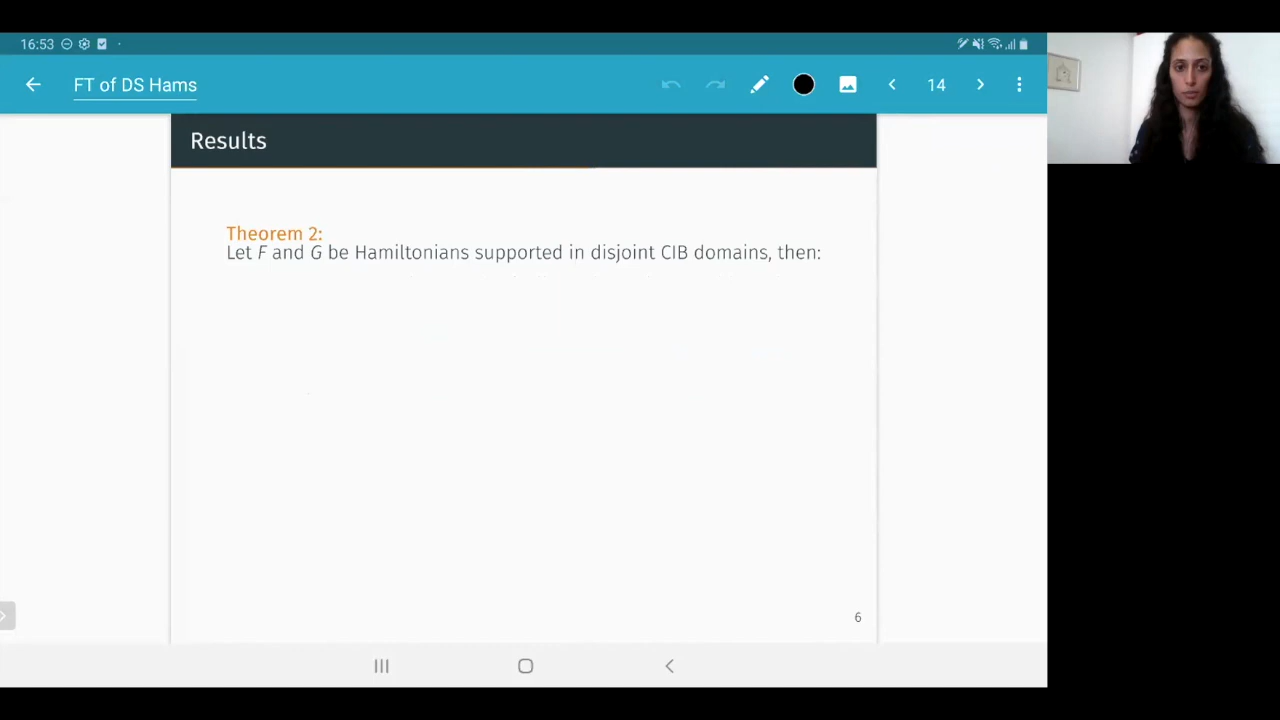 16:53
FT of DS Hams
14
Results
Theorem 2:
Let F and G be Hamiltonians supported in disjoint CIB domains, then:
6